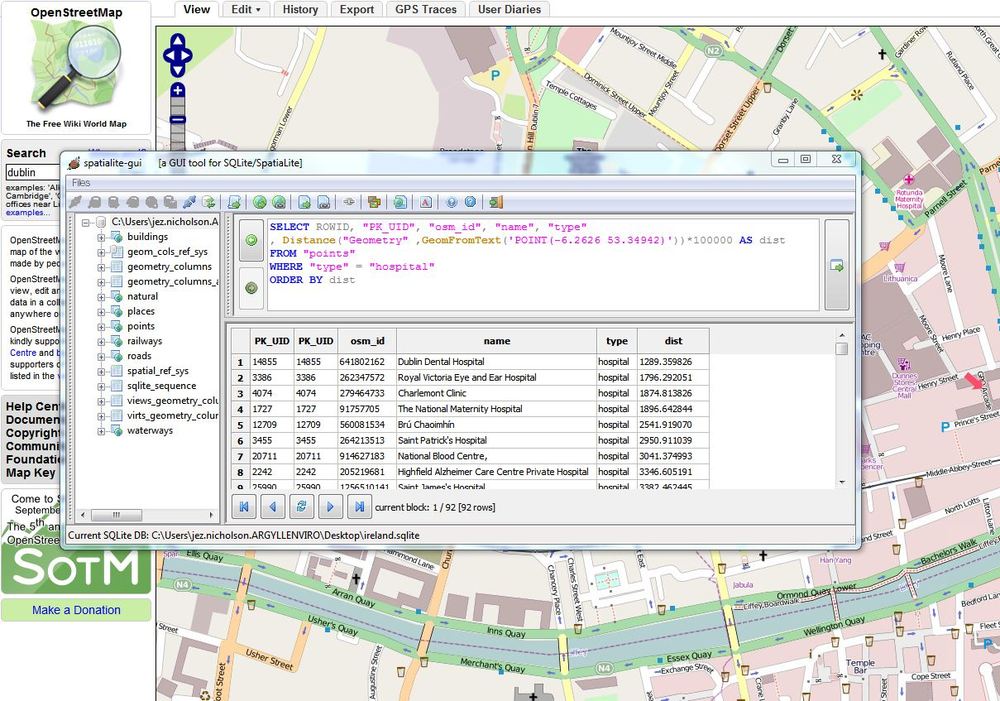 OpenStreetMap
The Free Wiki World Map
View
Edit
History
Export
GPS Traces
User Diaries
Search
dublin
examples: 'Al
Cambridge', '
offices near L
examples...
OpenStreetM
map of the w
made by peo
OpenStreetM
view, edit an
data in a coll
anywhere o
OpenStreetM
kindly suppo
Centre and b
supporters o
listed in the
Help Cen
Documen
Copyright
Communi
Foundatio
Map Key
Come to S
September
The 5th an
OpenStree
SOTM
Make a Donation
spatialite-gui [a GUI tool for SQLite/SpatiaLite]
Files
C:\Users\jez.nicholson.A
buildings
geom_cols_ref_sys
geometry_columns
geometry_columns_a
natural
places
points
railways
roads
spatial_ref_sys
sqlite_sequence
views_geometry_colu
virts_geometry_colum
waterways
SELECT ROWID, "PK_UID", "osm_id", "name", "type"
, Distance("Geometry" ,GeomFromText('POINT(-6.2626 53.34942)'))*100000 AS dist
FROM "points"
WHERE "type" = "hospital"
ORDER BY dist
PK_UID PK_UID osm_id name type dist
1 14855 14855 641802162 Dublin Dental Hospital hospital 1289.359826
2 3386 3386 262347572 Royal Victoria Eye and Ear Hospital hospital 1796.292051
3 4074 4074 279464733 Charlemont Clinic hospital 1874.813826
4 1727 1727 91757705 The National Maternity Hospital hospital 1896.642844
5 12709 12709 560081534 Brú Chaoimhín hospital 2541.919070
6 3455 3455 264213513 Saint Patrick's Hospital hospital 2950.911039
7 20711 20711 914627183 National Blood Centre, hospital 3041.374993
8 2242 2242 205219681 Highfield Alzheimer Care Centre Private Hospital hospital 3346.605191
9 25990 25990 1256510141 Saint James's Hospital hospital 3382.462445
current block: 1 / 92 [92 rows]
Current SQLite DB: C:\Users\jez.nicholson.ARGYLLENVIRO\Desktop\ireland.sqlite
Mountjoy Street Middle
N2
Dorset
Gardiner Row
Rutland Place
North Great
P
Temple Cottages
Dominick Street Upper
Mountjoy Street
Dorset Street Upper
Granby Lane
Parnell Street
Rotunda
Maternity
Hospital
Lithuanica
Moore Lane
Moore Street
Henry Place
Dunnes
Stores
Central
Mall
Henry Street
GPO Arcade
P
Prince's Street
Middle Abbey Street
North Lotts
Litton Lane
Bachelors Walk
Ellis Quay
N4
Arran Quay
Hammond Lane
Usher's Quay
Usher Street
Augustine Street
Merchant's Quay
Inns Quay
Chancery Place
Charles Street West
N4
Essex Quay
Jabula
HanYang
Liffey Boardwalk
Ormond Quay Lower
Wellington Quay
Temple
Bar
Bedford
Fleet S
Cope Street
Crane
P